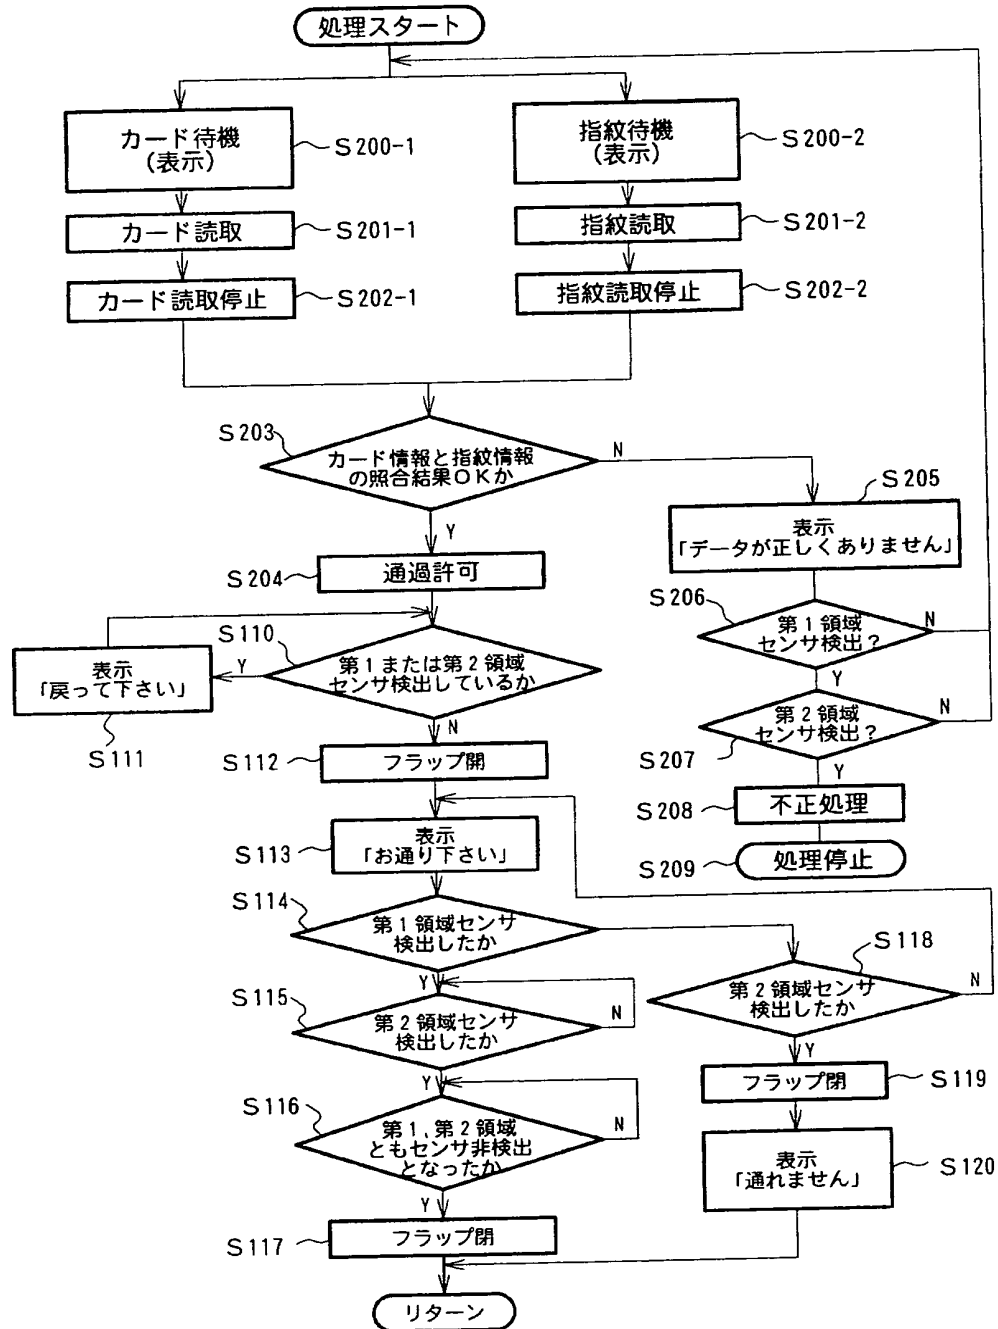 処理スタート
カード待機
(表示)
S200-1
指紋待機
(表示)
S200-2
カード読取
S201-1
指紋読取
S201-2
カード読取停止
S202-1
指紋読取停止
S202-2
S203
カード情報と指紋情報
の照合結果OKか
N
Y
S205
表示
「データが正しくありません」
S204
通過許可
S206
第1領域
センサ検出?
N
Y
S110
第1または第2領域
センサ検出しているか
Y
N
表示
「戻って下さい」
S111
S207
第2領域
センサ検出?
N
Y
S112
フラップ開
S208
不正処理
S209
処理停止
S113
表示
「お通り下さい」
S114
第1領域センサ
検出したか
Y
S118
第2領域センサ
検出したか
N
Y
S115
第2領域センサ
検出したか
N
Y
S119
フラップ閉
S116
第1、第2領域
ともセンサ非検出
となったか
N
Y
S120
表示
「通れません」
S117
フラップ閉
リターン